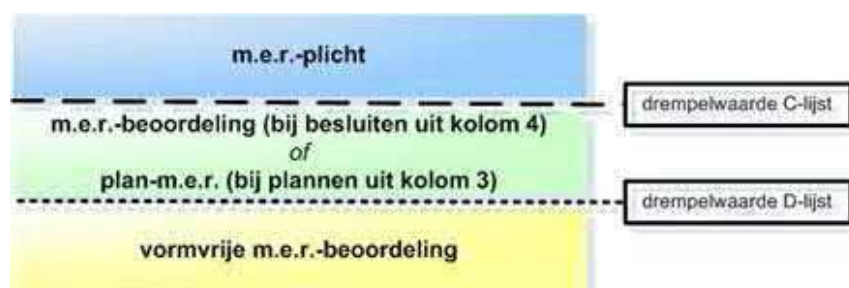 m.e.r.-plicht
drempelwaarde C-lijst
m.e.r.-beoordeling (bij besluiten uit kolom 4)
of
plan-m.e.r. (bij plannen uit kolom 3)
drempelwaarde D-lijst
vormvrije m.e.r.-beoordeling